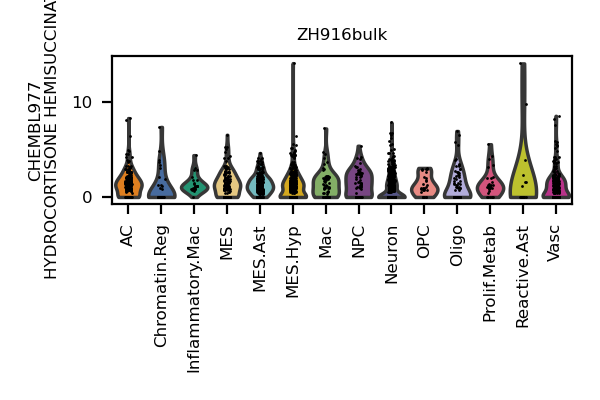 ZH916bulk
CHEMBL977
HYDROCORTISONE HEMISUCCINAT
10
0
AC
Chromatin.Reg
Inflammatory.Mac
MES
MES.Ast
MES.Hyp
Mac
NPC
Neuron
OPC
Oligo
Prolif.Metab
Reactive.Ast
Vasc